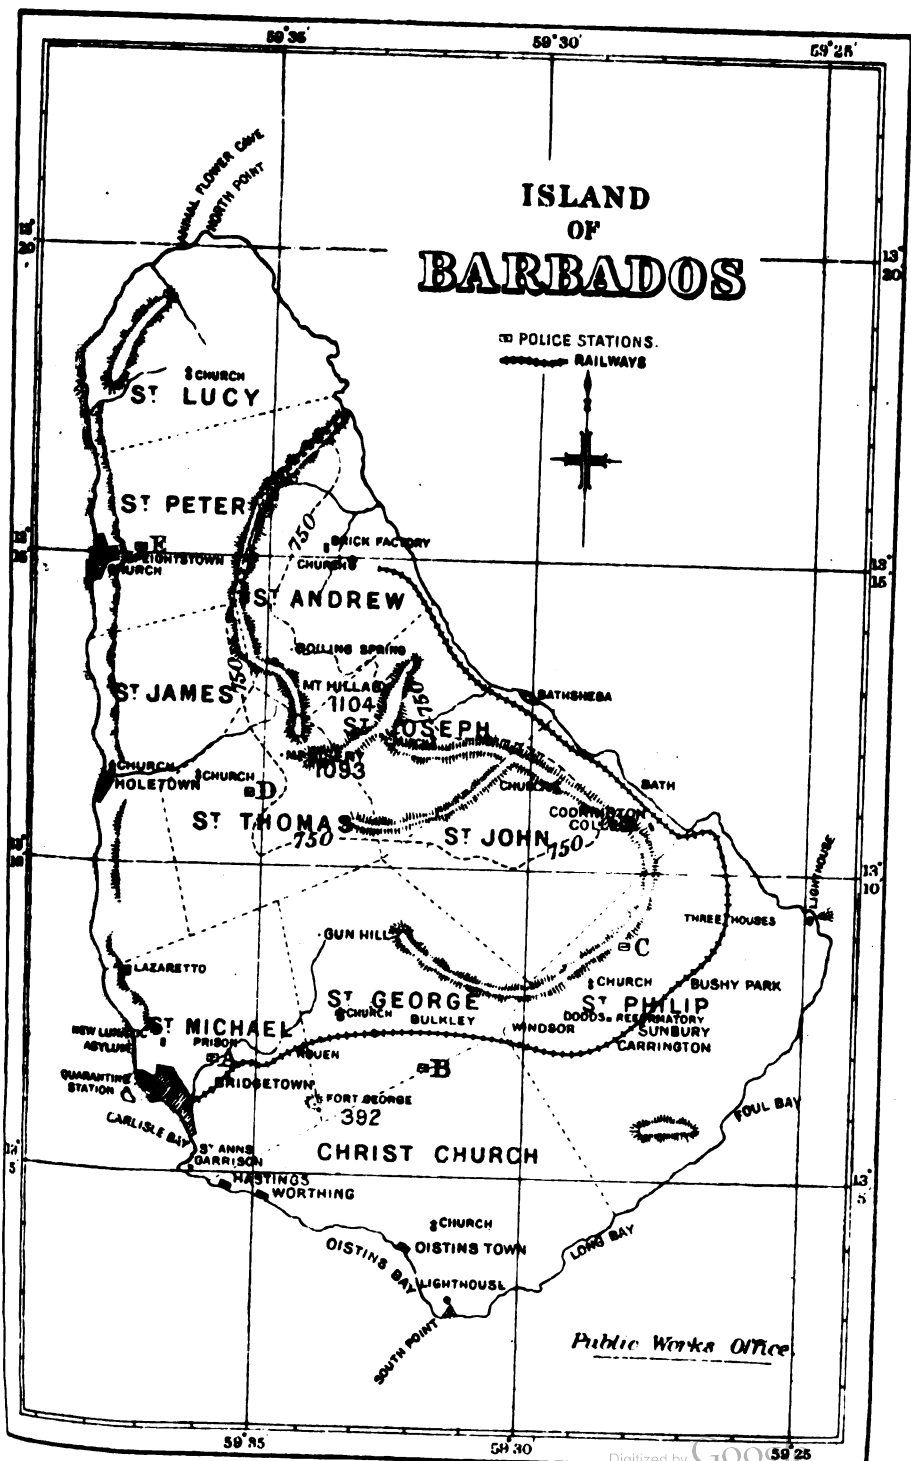 59°35'
59°30'
59°25'
ANIMAL FLOWER CAVE
NORTH POINT
ISLAND
OF
BARBADOS
13°
20'
13°
20'
POLICE STATIONS.
RAILWAYS
CHURCH
ST LUCY
ST PETER
750
BRICK FACTORY
E
CHURCH
13°
15'
13°
15'
CHURCH
ST ANDREW
BOILING SPRING
750
ST JAMES
MT HILLABY
1104
750
BATHSHEBA
ST JOSEPH
CHURCH
1093
CHURCH
HOLETOWN
CHURCH
D
CHURCH
BATH
CODRINGTON
COLLEGE
ST THOMAS
750
ST JOHN
750
13°
10'
LIGHTHOUSE
THREE HOUSES
GUN HILL
C
LAZARETTO
CHURCH
BUSHY PARK
ST GEORGE
CHURCH
BULKLEY
ST PHILIP
DODDS REFORMATORY
WINDSOR
SUNBURY
CARRINGTON
ST MICHAEL
NEW LUNATIC
ASYLUM
PRISON
A
ROUEN
B
QUARANTINE
STATION
BRIDGETOWN
FORT GEORGE
392
FOUL BAY
CARLISLE BAY
CHRIST CHURCH
ST ANNS
GARRISON
13°
5'
13°
5'
HASTINGS
WORTHING
CHURCH
OISTINS TOWN
OISTINS BAY
LONG BAY
LIGHTHOUSE
SOUTH POINT
Public Works Office.
59°35
59°30
59°25
Digitized by Google